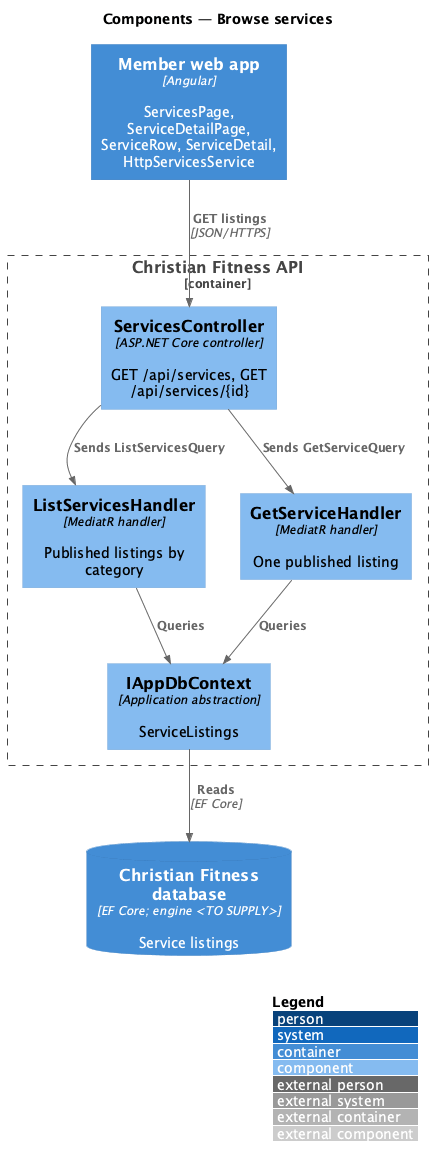 Components — Browse services
Member web app
[Angular]
ServicesPage,
ServiceDetailPage,
ServiceRow, ServiceDetail,
HttpServicesService
GET listings
[JSON/HTTPS]
Christian Fitness API
[container]
ServicesController
[ASP.NET Core controller]
GET /api/services, GET
/api/services/{id}
Sends ListServicesQuery
Sends GetServiceQuery
ListServicesHandler
[MediatR handler]
Published listings by
category
GetServiceHandler
[MediatR handler]
One published listing
Queries
Queries
IAppDbContext
[Application abstraction]
ServiceListings
Reads
[EF Core]
Christian Fitness
database
[EF Core; engine <TO SUPPLY>]
Service listings
Legend
person
system
container
component
external person
external system
external container
external component